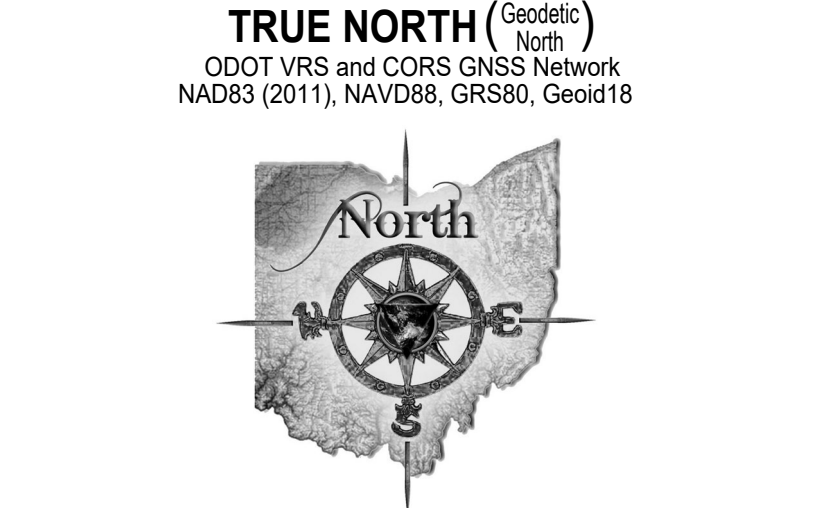 TRUE NORTH (Geodetic North)
ODOT VRS and CORS GNSS Network
NAD83 (2011), NAVD88, GRS80, Geoid18
North
W E
S